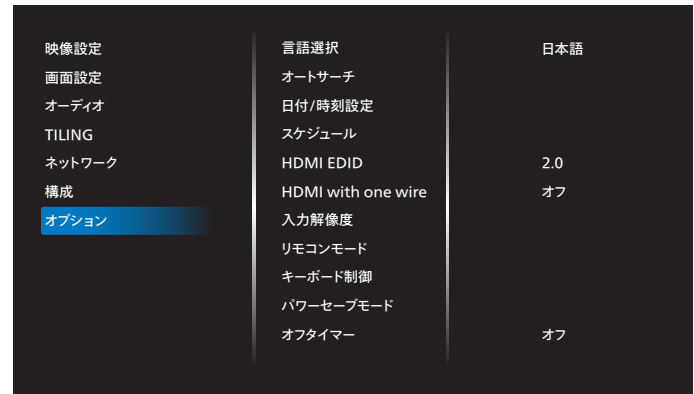 映像設定 言語選択 日本語
画面設定 オートサーチ
オーディオ 日付/時刻設定
TILING スケジュール
ネットワーク HDMI EDID 2.0
構成 HDMI with one wire オフ
オプション 入力解像度
リモコンモード
キーボード制御
パワーセーブモード
オフタイマー オフ